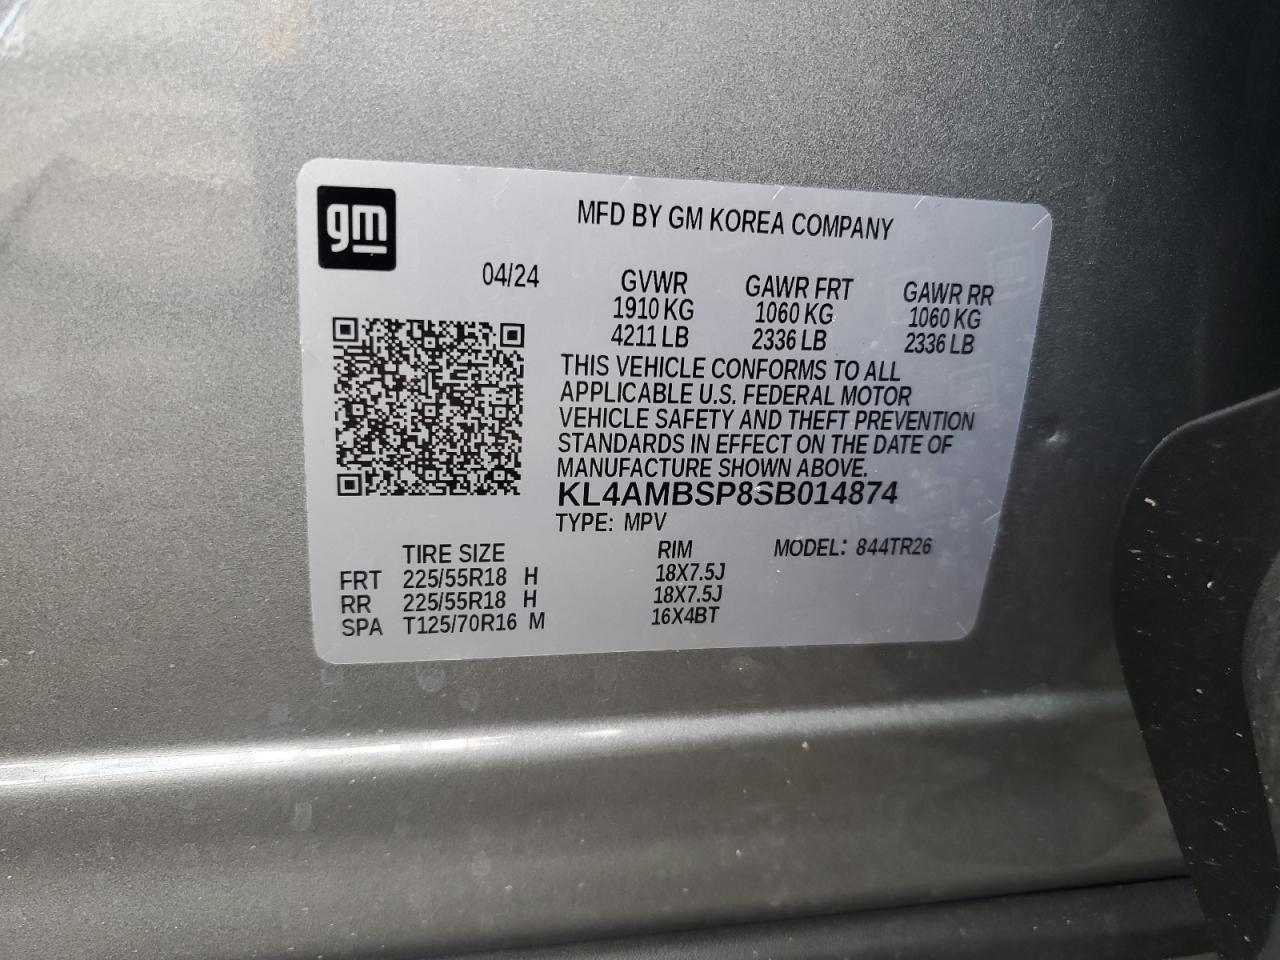 gm
MFD BY GM KOREA COMPANY
04/24 GVWR GAWR FRT GAWR RR
1910 KG 1060 KG 1060 KG
4211 LB 2336 LB 2336 LB
THIS VEHICLE CONFORMS TO ALL
APPLICABLE U.S. FEDERAL MOTOR
VEHICLE SAFETY AND THEFT PREVENTION
STANDARDS IN EFFECT ON THE DATE OF
MANUFACTURE SHOWN ABOVE.
KL4AMBSP8SB014874
TYPE: MPV
TIRE SIZE RIM MODEL: 844TR26
FRT 225/55R18 H 18X7.5J
RR 225/55R18 H 18X7.5J
SPA T125/70R16 M 16X4BT